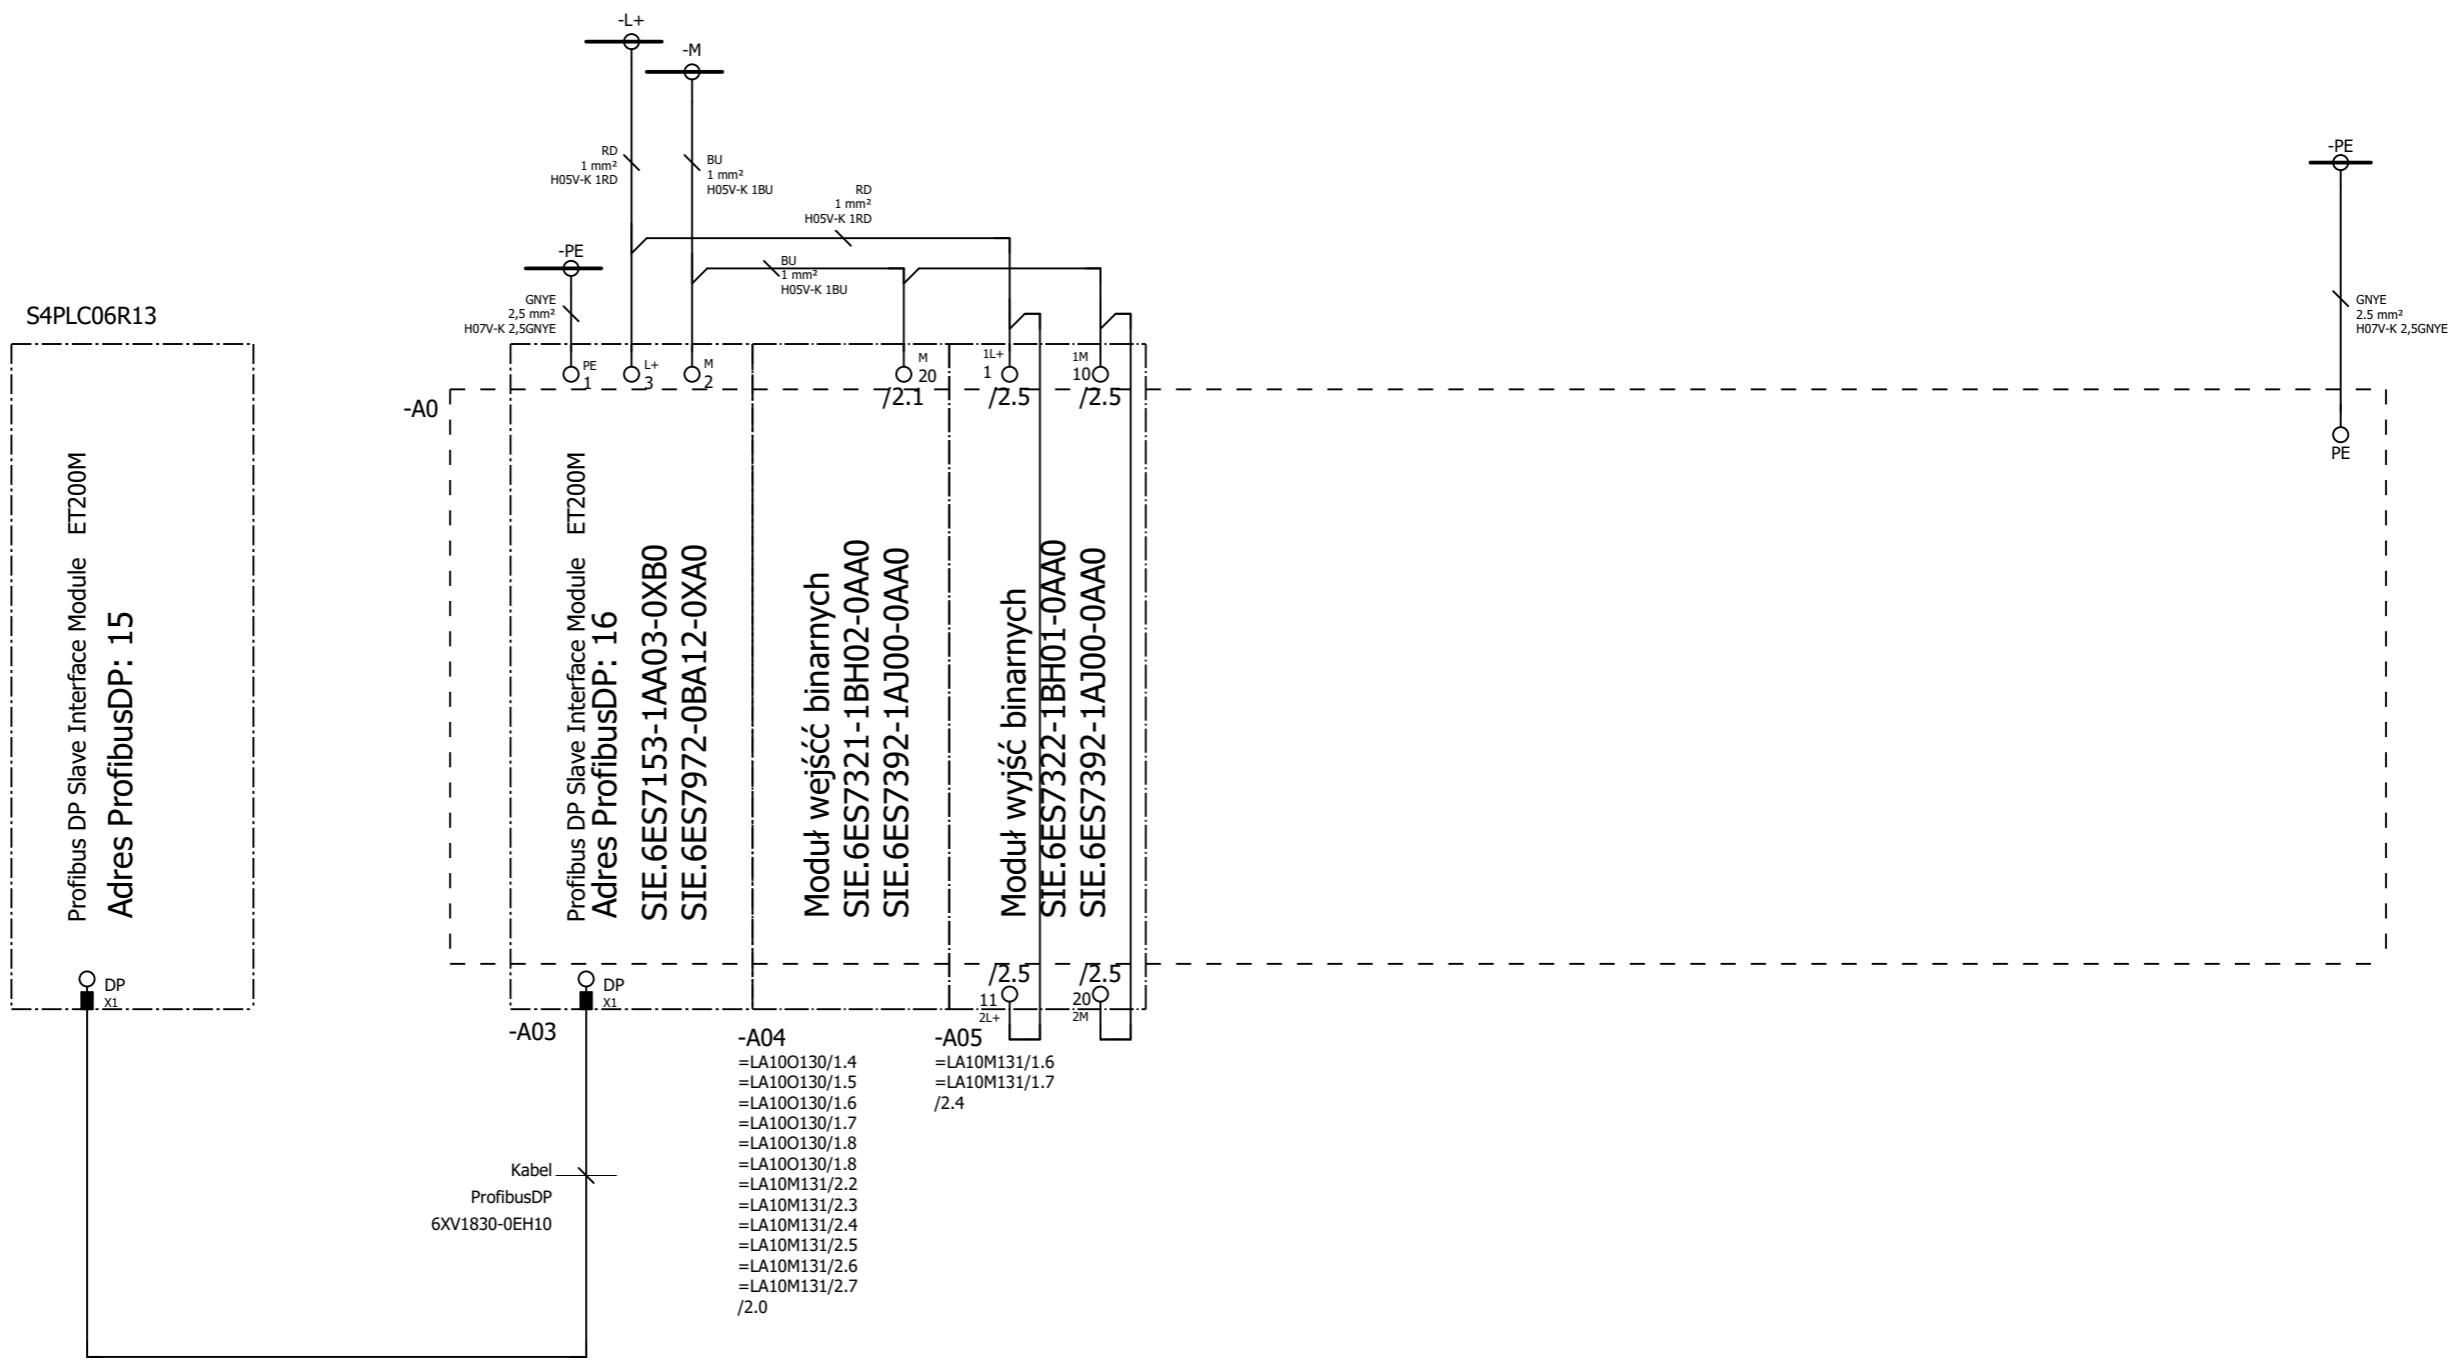 -L+
-M
RD
1 mm²
H05V-K 1RD
BU
1 mm²
H05V-K 1BU
RD
1 mm²
H05V-K 1RD
-PE
BU
1 mm²
H05V-K 1BU
-PE
GNYE
2,5 mm²
H07V-K 2,5GNYE
GNYE
2.5 mm²
H07V-K 2,5GNYE
S4PLC06R13
PE
1
L+
3
M
2
M
20
/2.1
1L+
1
/2.5
1M
10
/2.5
-A0
PE
Profibus DP Slave Interface Module ET200M
Adres ProfibusDP: 15
Profibus DP Slave Interface Module ET200M
Adres ProfibusDP: 16
SIE.6ES7153-1AA03-0XB0
SIE.6ES7972-0BA12-0XA0
Moduł wejśćć binarnych
SIE.6ES7321-1BH02-0AA0
SIE.6ES7392-1AJ00-0AA0
Moduł wyjść binarnych
SIE.6ES7322-1BH01-0AA0
SIE.6ES7392-1AJ00-0AA0
DP
X1
DP
X1
/2.5
11
2L+
/2.5
20
2M
-A03
-A04
=LA10O130/1.4
=LA10O130/1.5
=LA10O130/1.6
=LA10O130/1.7
=LA10O130/1.8
=LA10O130/1.8
=LA10M131/2.2
=LA10M131/2.3
=LA10M131/2.4
=LA10M131/2.5
=LA10M131/2.6
=LA10M131/2.7
/2.0
-A05
=LA10M131/1.6
=LA10M131/1.7
/2.4
Kabel
ProfibusDP
6XV1830-0EH10